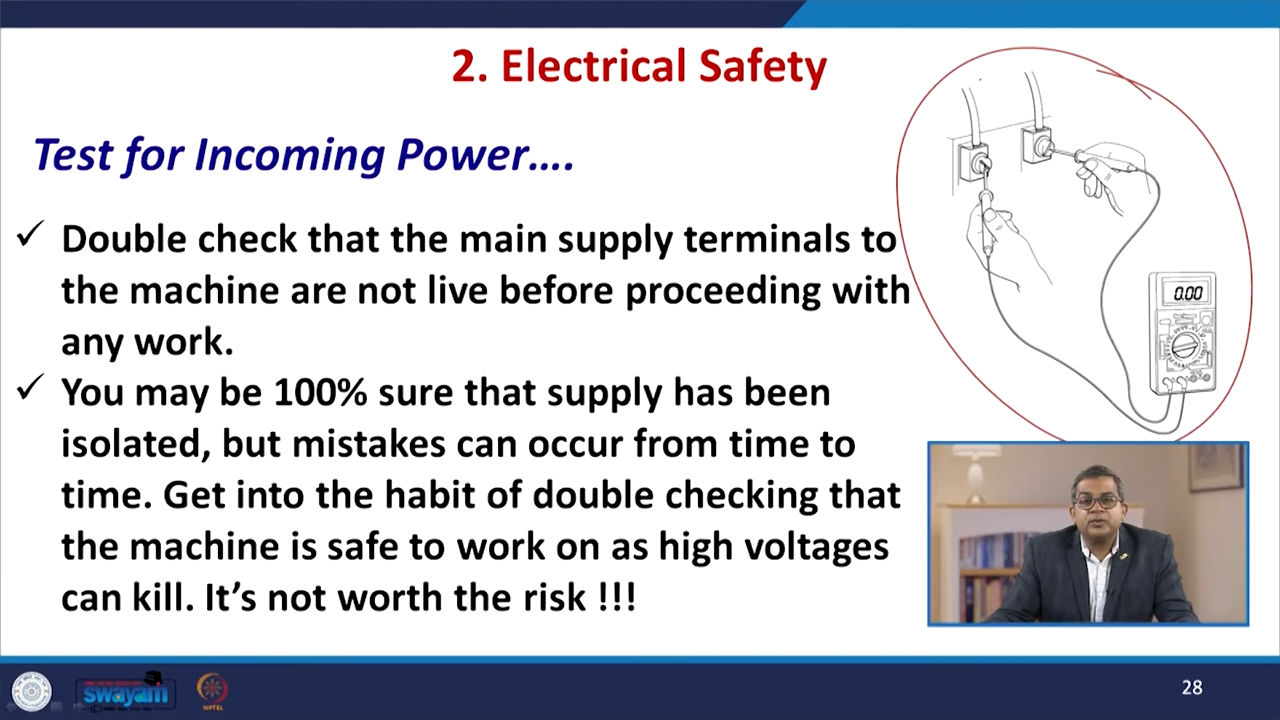 2. Electrical Safety
Test for Incoming Power....
✓ Double check that the main supply terminals to
the machine are not live before proceeding with
any work.
✓ You may be 100% sure that supply has been
isolated, but mistakes can occur from time to
time. Get into the habit of double checking that
the machine is safe to work on as high voltages
can kill. It’s not worth the risk !!!
0.00
swayam
NPTEL
28